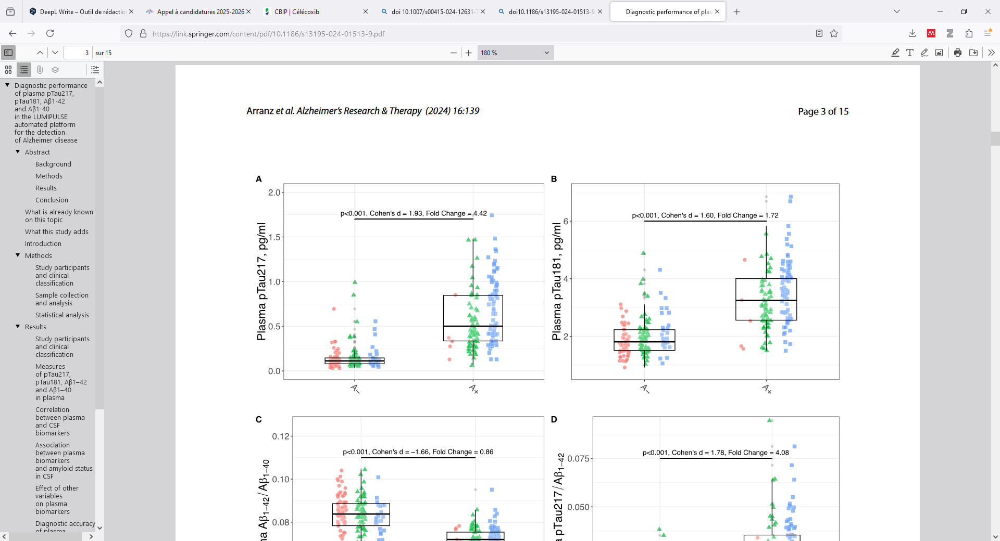 DeepL Write – Outil de rédactio
Appel à candidatures 2025-2026
CBIP | Célécoxib
doi 10.1007/s00415-024-12631-7
doi10.1186/s13195-024-01513-9
Diagnostic performance of plas
https://link.springer.com/content/pdf/10.1186/s13195-024-01513-9.pdf
3 sur 15
180 %
Diagnostic performance
of plasma pTau217,
pTau181, Aβ1-42
and Aβ1-40
in the LUMIPULSE
automated platform
for the detection
of Alzheimer disease
Abstract
Background
Methods
Results
Conclusion
What is already known
on this topic
What this study adds
Introduction
Methods
Study participants
and clinical
classification
Sample collection
and analysis
Statistical analysis
Results
Study participants
and clinical
classification
Measures
of pTau217,
pTau181, Aβ1–42
and Aβ1–40
in plasma
Correlation
between plasma
and CSF
biomarkers
Association
between plasma
biomarkers
and amyloid status
in CSF
Effect of other
variables
on plasma
biomarkers
Diagnostic accuracy
of plasma
Arranz et al. Alzheimer's Research & Therapy (2024) 16:139
Page 3 of 15
A
Plasma pTau217, pg/ml
2.0
1.5
1.0
0.5
0.0
p<0.001, Cohen's d = 1.93, Fold Change = 4.42
A−
A+
B
Plasma pTau181, pg/ml
6
4
2
p<0.001, Cohen's d = 1.60, Fold Change = 1.72
A−
A+
C
ma Aβ1−42/Aβ1−40
0.12
0.10
0.08
p<0.001, Cohen's d = −1.66, Fold Change = 0.86
D
a pTau217/Aβ1−42
0.075
0.050
p<0.001, Cohen's d = 1.78, Fold Change = 4.08